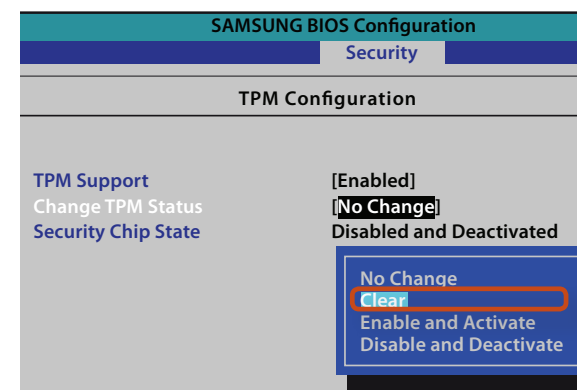 SAMSUNG BIOS Configuration
Security
TPM Configuration
TPM Support [Enabled]
Change TPM Status [No Change]
Security Chip State Disabled and Deactivated
No Change
Clear
Enable and Activate
Disable and Deactivate